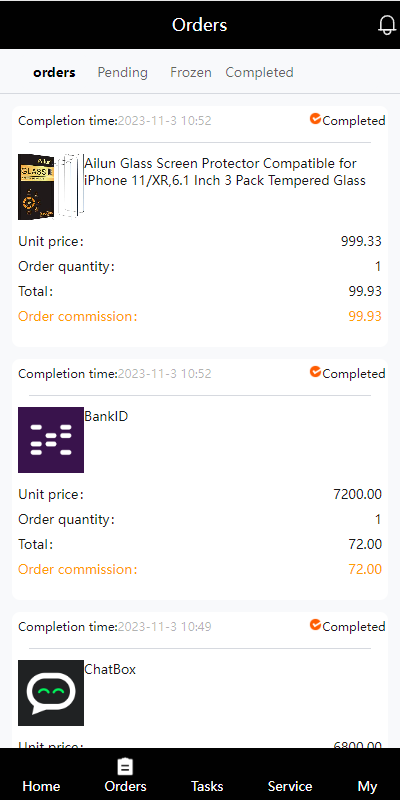 Orders
orders Pending Frozen Completed
Completion time:2023-11-3 10:52 Completed
Ailun Glass Screen Protector Compatible for
iPhone 11/XR,6.1 Inch 3 Pack Tempered Glass
Ailun
GLASS
Unit price: 999.33
Order quantity: 1
Total: 99.93
Order commission: 99.93
Completion time:2023-11-3 10:52 Completed
BankID
Unit price: 7200.00
Order quantity: 1
Total: 72.00
Order commission: 72.00
Completion time:2023-11-3 10:49 Completed
ChatBox
Unit price: 6800.00
Home Orders Tasks Service My